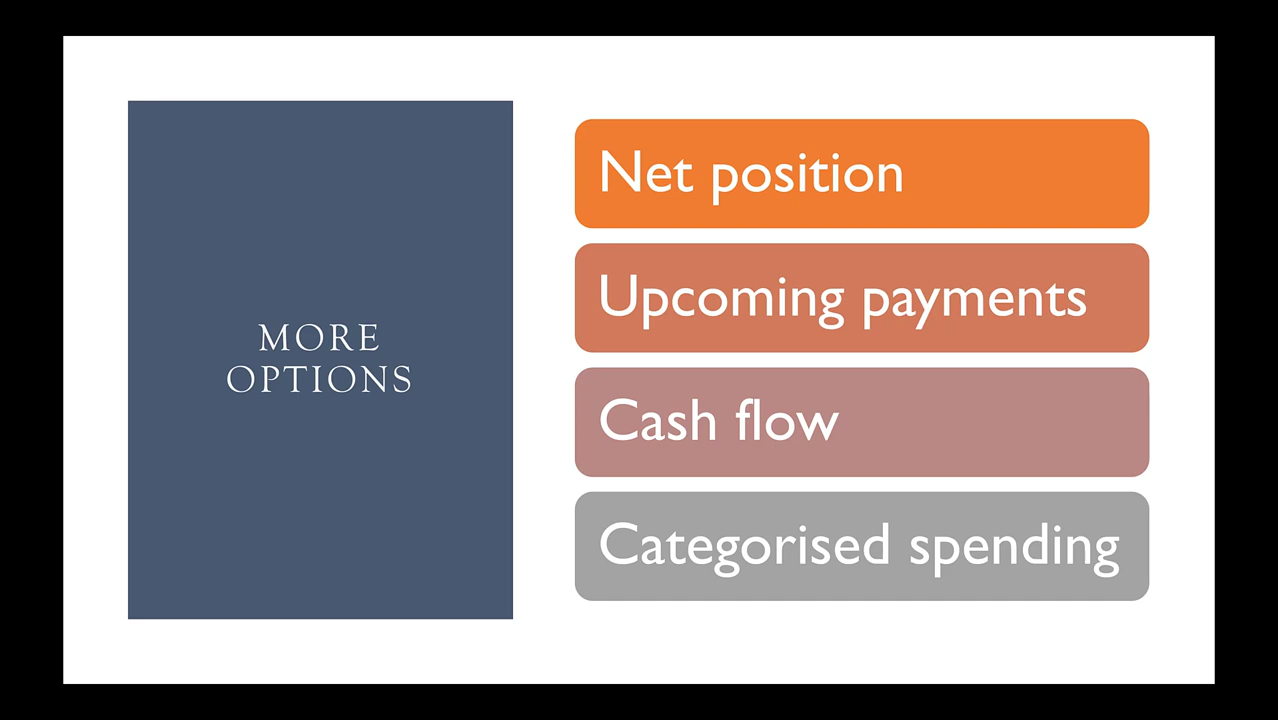 MORE
OPTIONS
Net position
Upcoming payments
Cash flow
Categorised spending